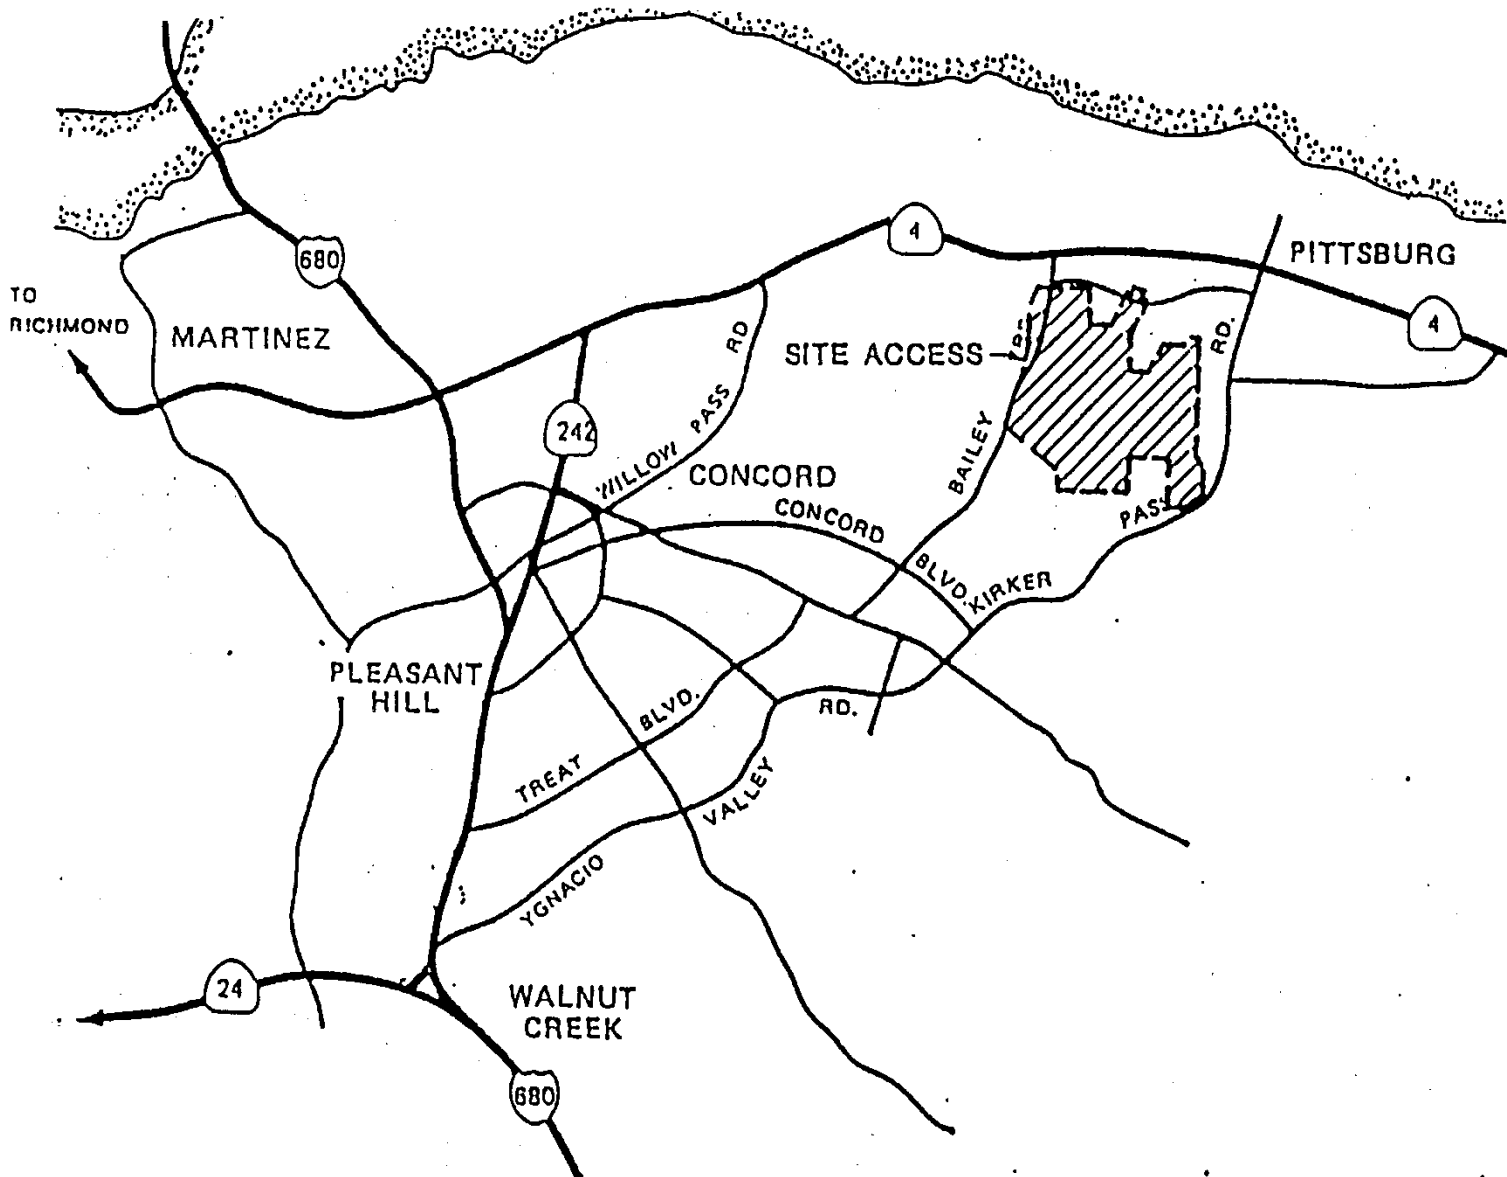 4
PITTSBURG
680
TO
RICHMOND
MARTINEZ
4
RD.
RD
SITE ACCESS
242
WILLOW PASS
BAILEY
CONCORD
CONCORD
BLVD.
PASS
KIRKER
PLEASANT
HILL
BLVD.
RD.
TREAT
VALLEY
YGNACIO
24
WALNUT
CREEK
680